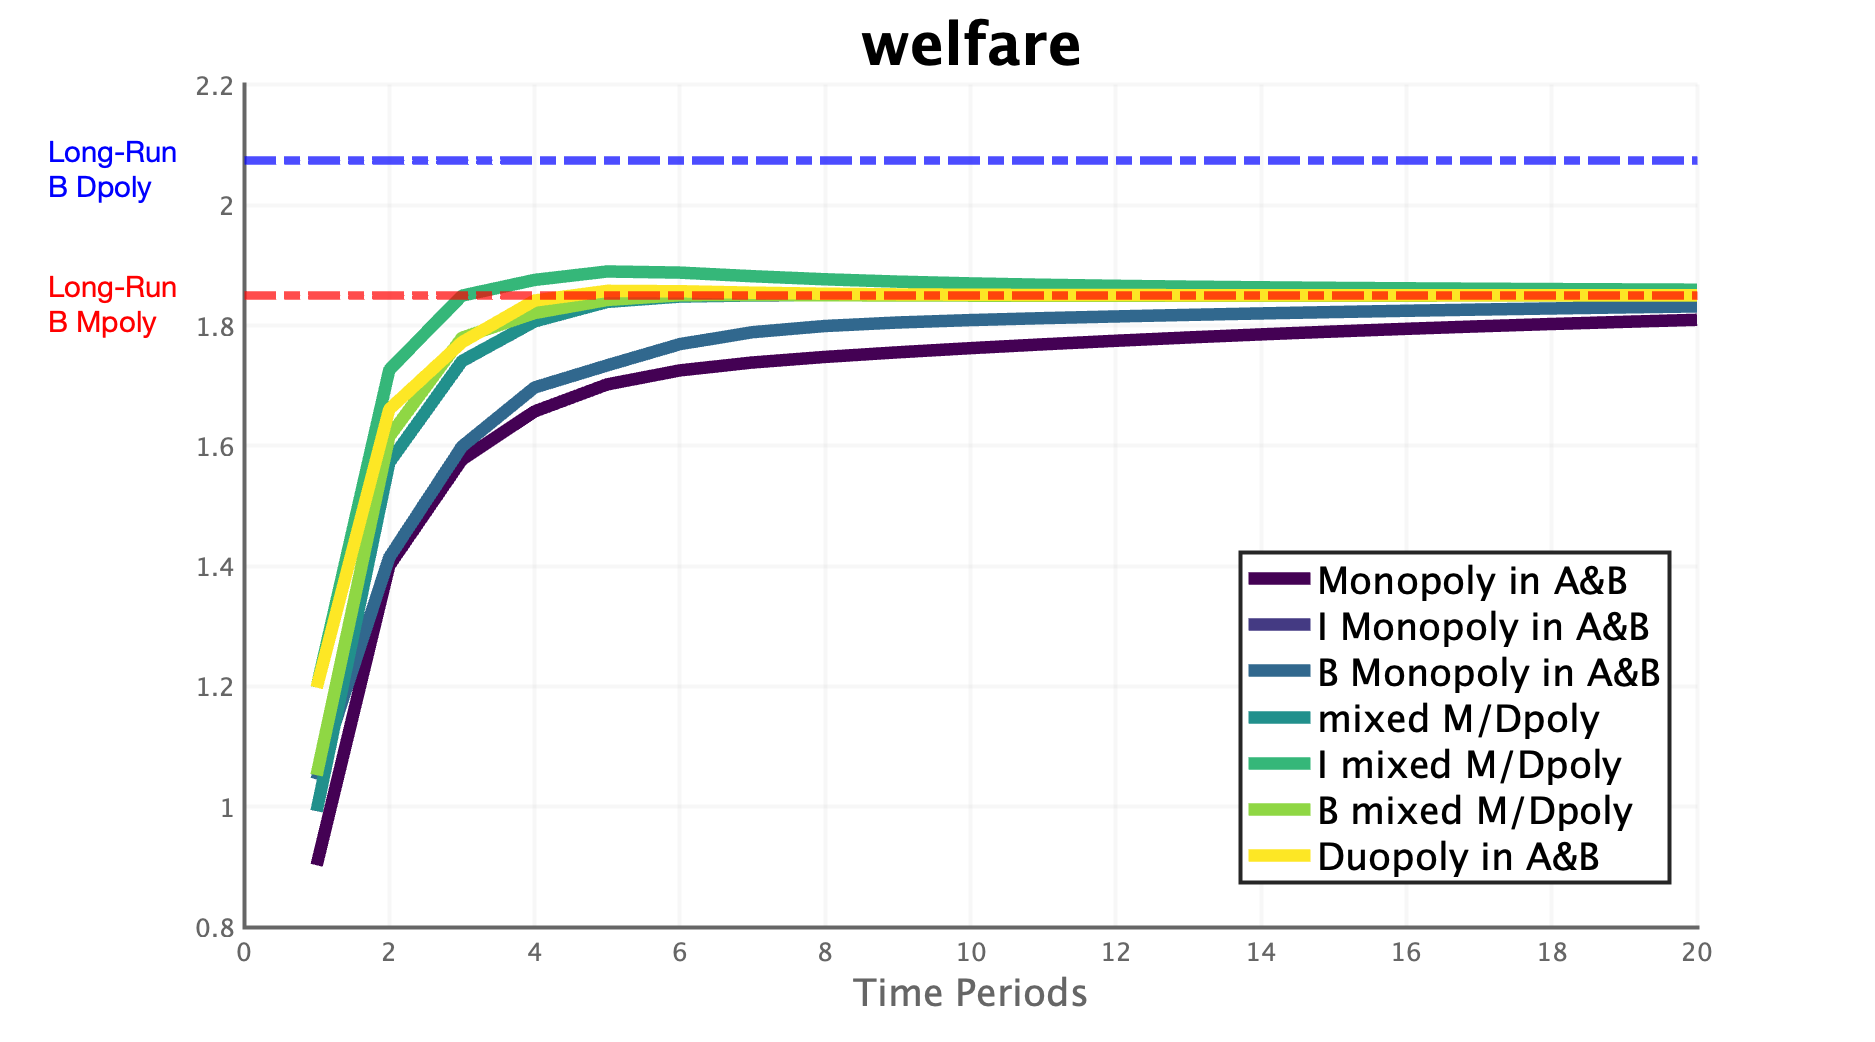 welfare
2.2
Long-Run
B Dpoly
2
Long-Run
B Mpoly
1.8
1.6
1.4
1.2
1
0.8
Monopoly in A&B
I Monopoly in A&B
B Monopoly in A&B
mixed M/Dpoly
I mixed M/Dpoly
B mixed M/Dpoly
Duopoly in A&B
0 2 4 6 8 10 12 14 16 18 20
Time Periods